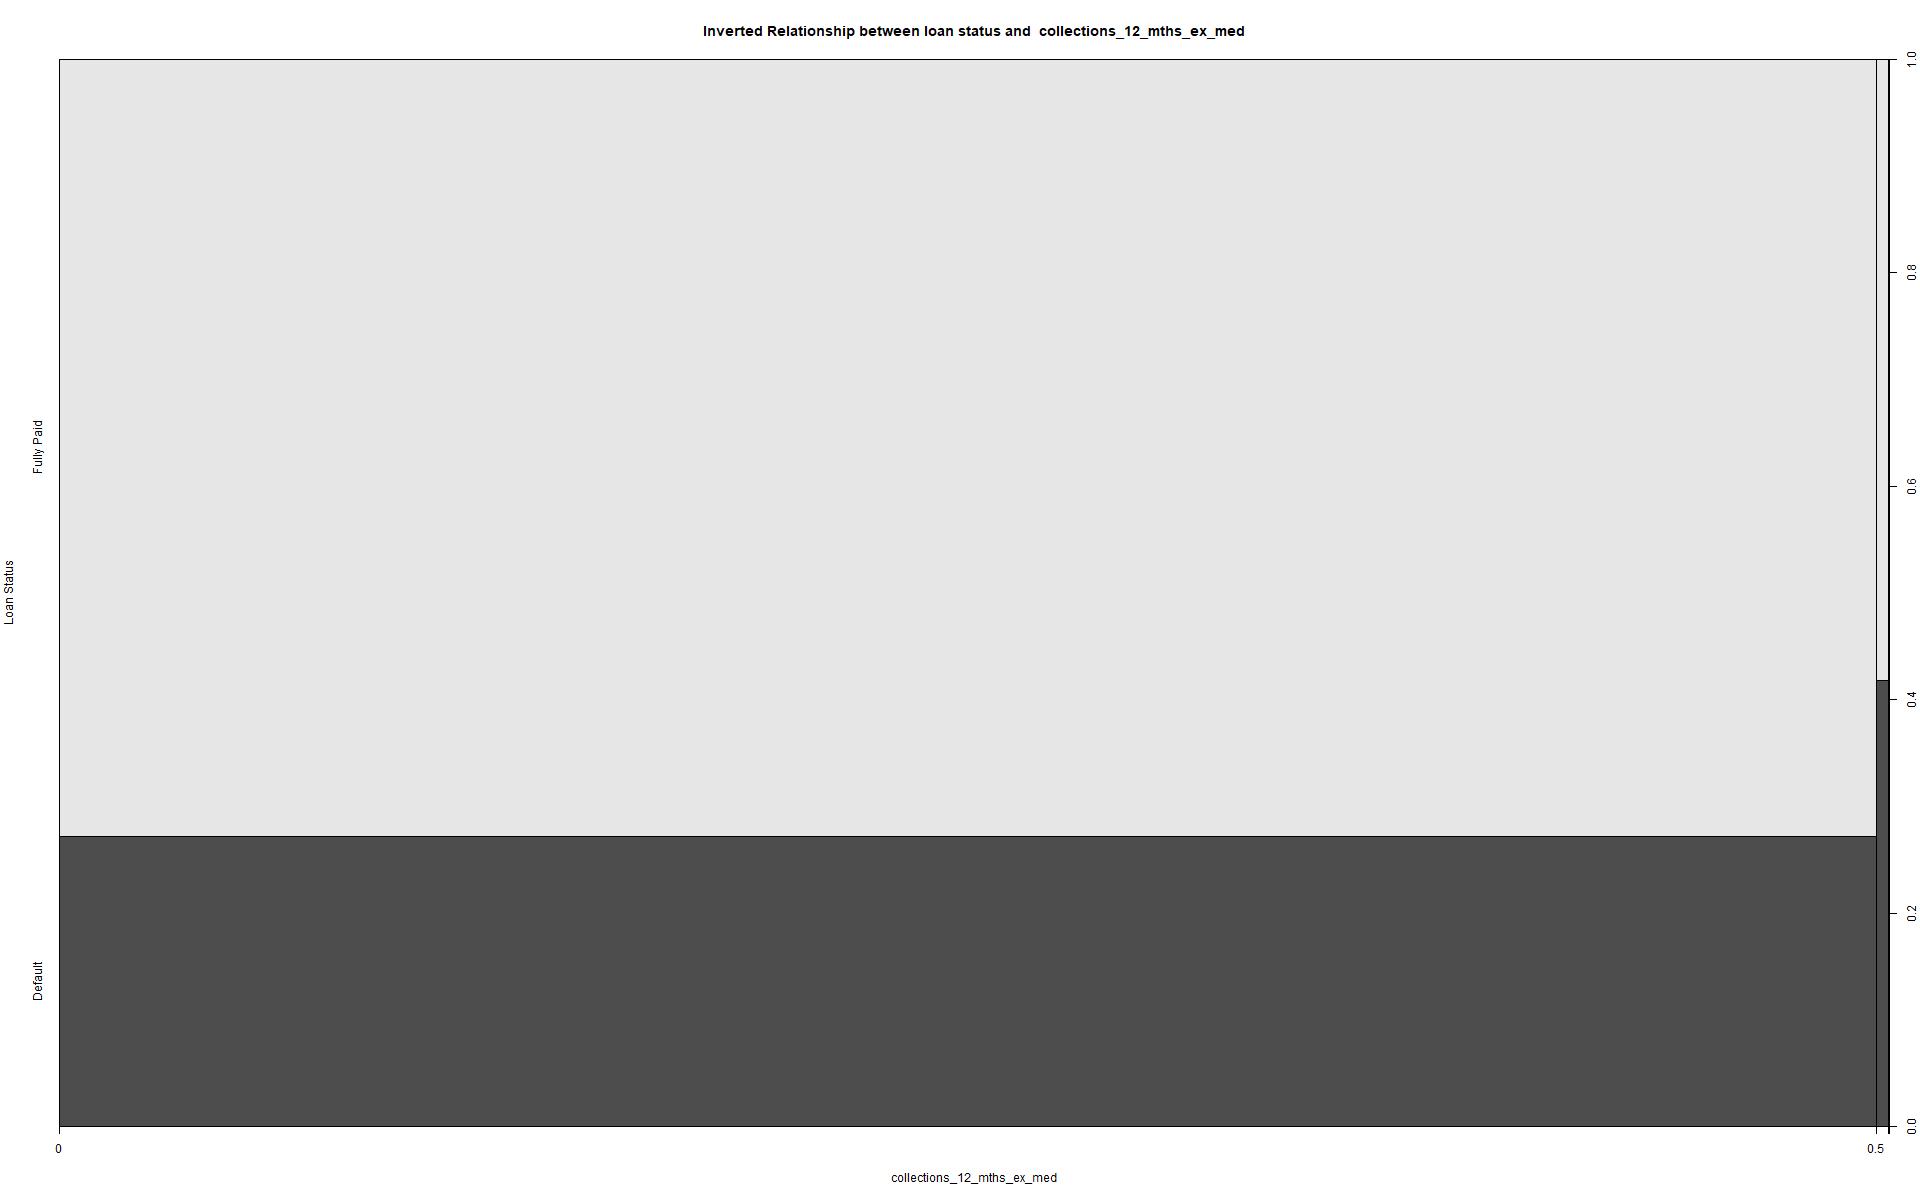 Inverted Relationship between loan status and  collections_12_mths_ex_med
1.0
0.8
0.6
0.4
0.2
0.0
Fully Paid
Loan Status
Default
0
0.5
collections_12_mths_ex_med